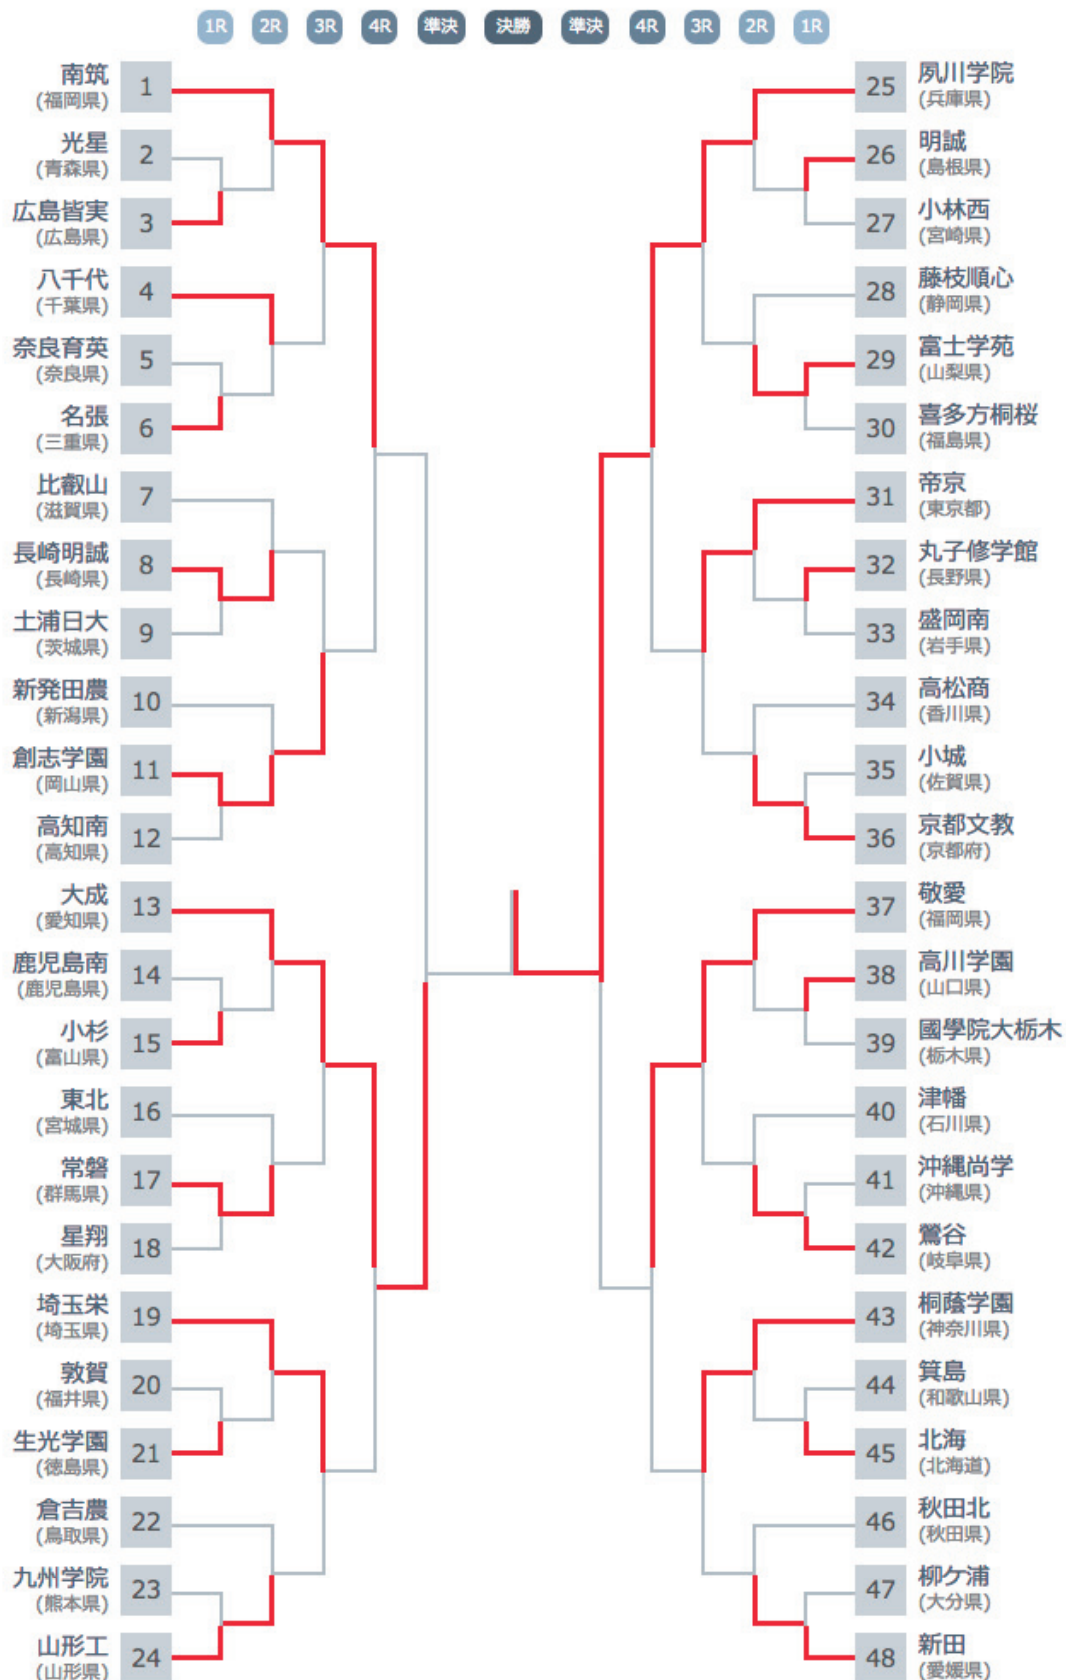 1R 2R 3R 4R 準決 決勝 準決 4R 3R 2R 1R
南筑 1
(福岡県)
光星 2
(青森県)
広島皆実 3
(広島県)
八千代 4
(千葉県)
奈良育英 5
(奈良県)
名張 6
(三重県)
比叡山 7
(滋賀県)
長崎明誠 8
(長崎県)
土浦日大 9
(茨城県)
新発田農 10
(新潟県)
創志学園 11
(岡山県)
高知南 12
(高知県)
大成 13
(愛知県)
鹿児島南 14
(鹿児島県)
小杉 15
(富山県)
東北 16
(宮城県)
常磐 17
(群馬県)
星翔 18
(大阪府)
埼玉栄 19
(埼玉県)
敦賀 20
(福井県)
生光学園 21
(徳島県)
倉吉農 22
(鳥取県)
九州学院 23
(熊本県)
山形工 24
(山形県)
25 夙川学院
(兵庫県)
26 明誠
(島根県)
27 小林西
(宮崎県)
28 藤枝順心
(静岡県)
29 富士学苑
(山梨県)
30 喜多方桐桜
(福島県)
31 帝京
(東京都)
32 丸子修学館
(長野県)
33 盛岡南
(岩手県)
34 高松商
(香川県)
35 小城
(佐賀県)
36 京都文教
(京都府)
37 敬愛
(福岡県)
38 高川学園
(山口県)
39 國學院大栃木
(栃木県)
40 津幡
(石川県)
41 沖縄尚学
(沖縄県)
42 鶯谷
(岐阜県)
43 桐蔭学園
(神奈川県)
44 箕島
(和歌山県)
45 北海
(北海道)
46 秋田北
(秋田県)
47 柳ケ浦
(大分県)
48 新田
(愛媛県)